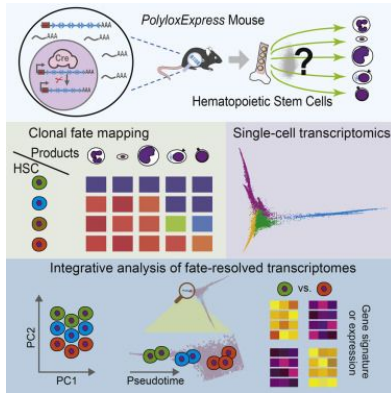 PolyloxExpress Mouse
AAA
AAA
AAA
AAA
Cre
AAA
?
Hematopoietic Stem Cells
Clonal fate mapping
Products
HSC
Single-cell transcriptomics
Integrative analysis of fate-resolved transcriptomes
vs.
PC2
PC1
Pseudotime
Gene signature
or expression